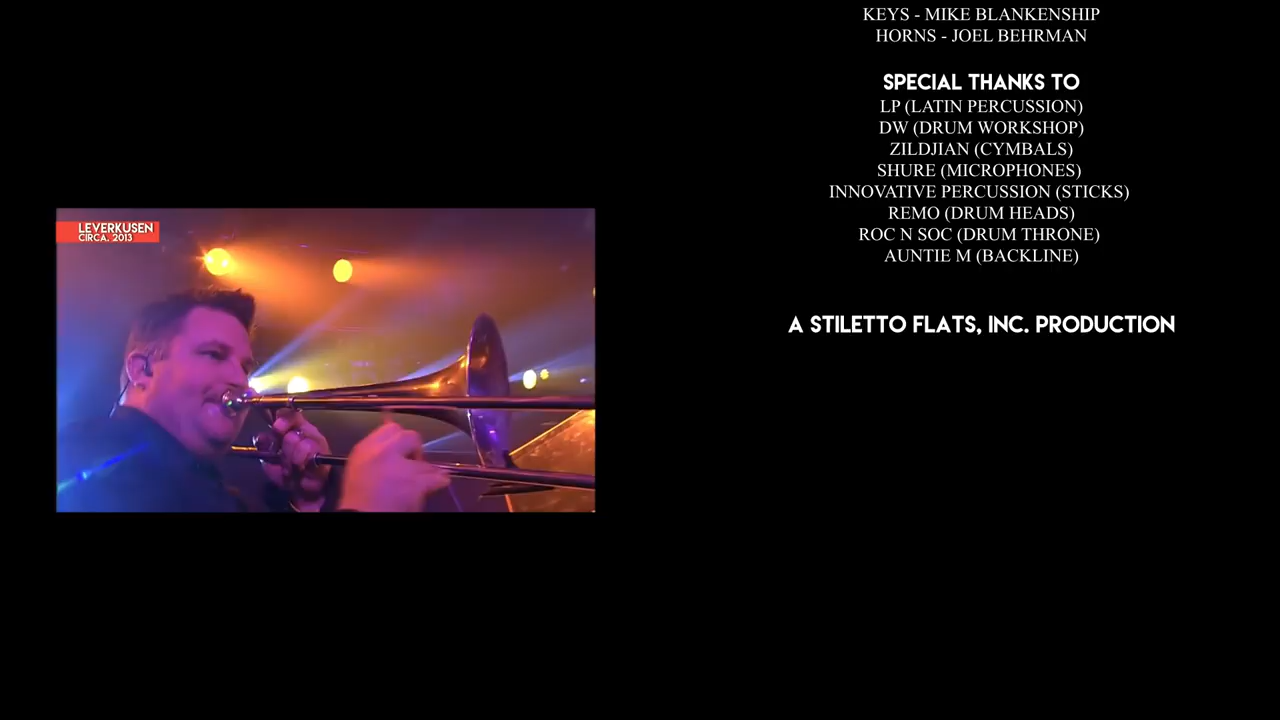 KEYS - MIKE BLANKENSHIP
HORNS - JOEL BEHRMAN
SPECIAL THANKS TO
LP (LATIN PERCUSSION)
DW (DRUM WORKSHOP)
ZILDJIAN (CYMBALS)
SHURE (MICROPHONES)
INNOVATIVE PERCUSSION (STICKS)
REMO (DRUM HEADS)
ROC N SOC (DRUM THRONE)
AUNTIE M (BACKLINE)
A STILETTO FLATS, INC. PRODUCTION
LEVERKUSEN
CIRCA. 2013